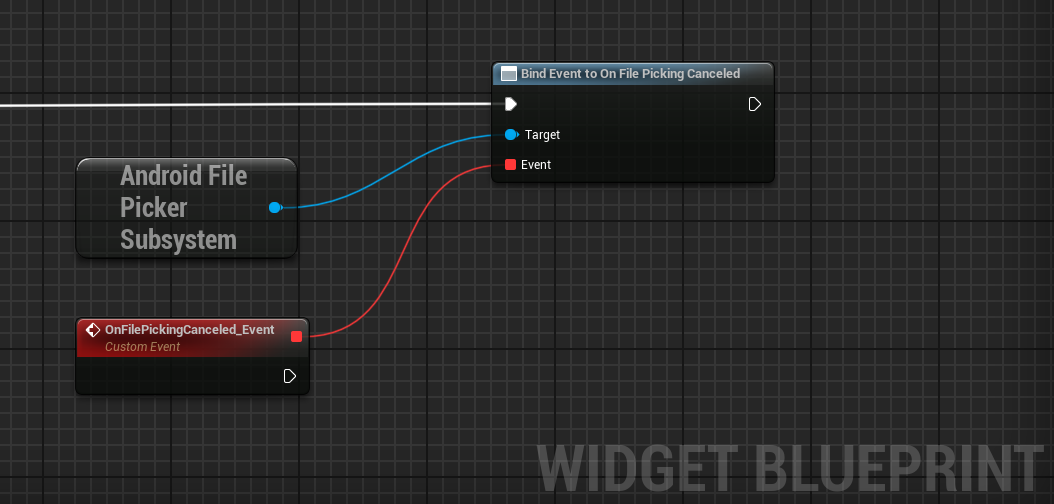 Bind Event to On File Picking Canceled
Target
Event
Android File
Picker
Subsystem
OnFilePickingCanceled_Event
Custom Event
WIDGET BLUEPRINT